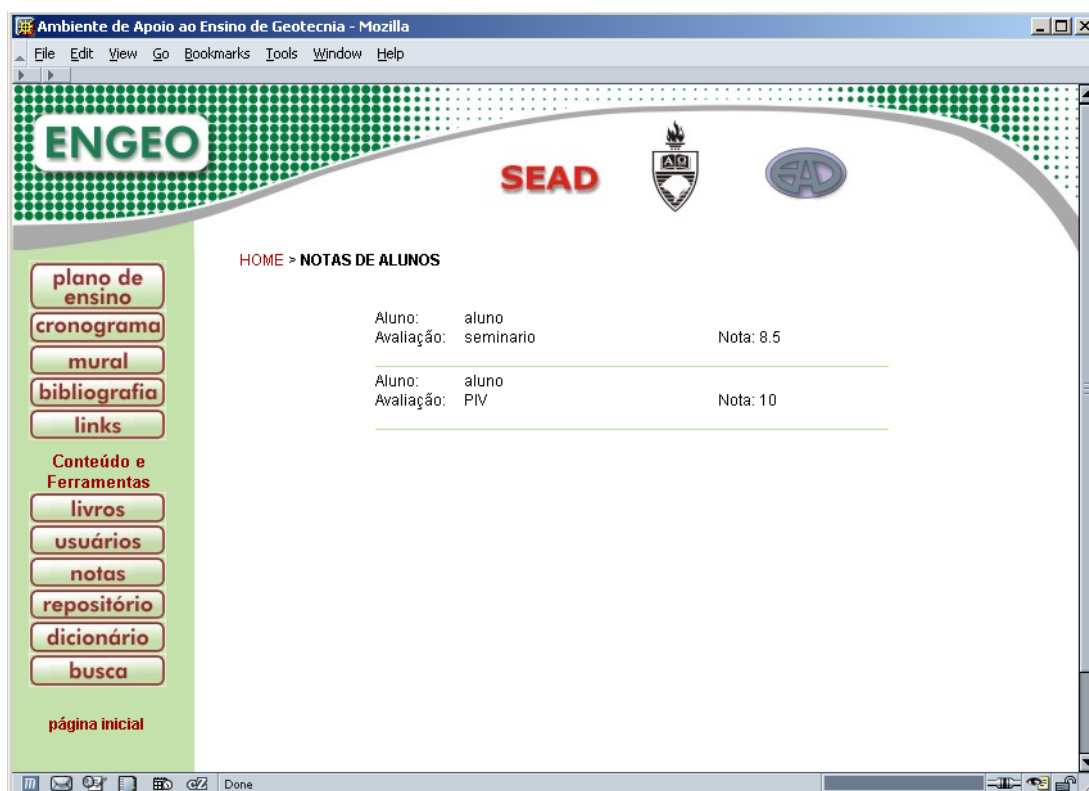 Ambiente de Apoio ao Ensino de Geotecnia - Mozilla
File Edit View Go Bookmarks Tools Window Help
ENGEO
SEAD
ΑΩ
EAD
HOME > NOTAS DE ALUNOS
plano de
ensino
cronograma
mural
bibliografia
links
Conteúdo e
Ferramentas
livros
usuários
notas
repositório
dicionário
busca
página inicial
Aluno: aluno
Avaliação: seminario Nota: 8.5
Aluno: aluno
Avaliação: PIV Nota: 10
Done